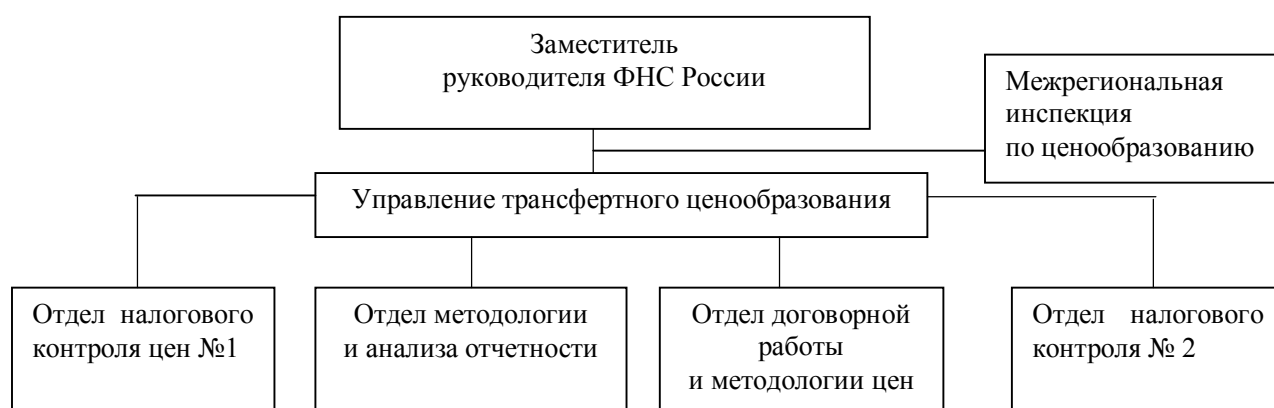 Заместитель
руководителя ФНС России
Межрегиональная
инспекция
по ценообразованию
Управление трансфертного ценообразования
Отдел налогового
контроля цен №1
Отдел методологии
и анализа отчетности
Отдел договорной
работы
и методологии цен
Отдел налогового
контроля № 2